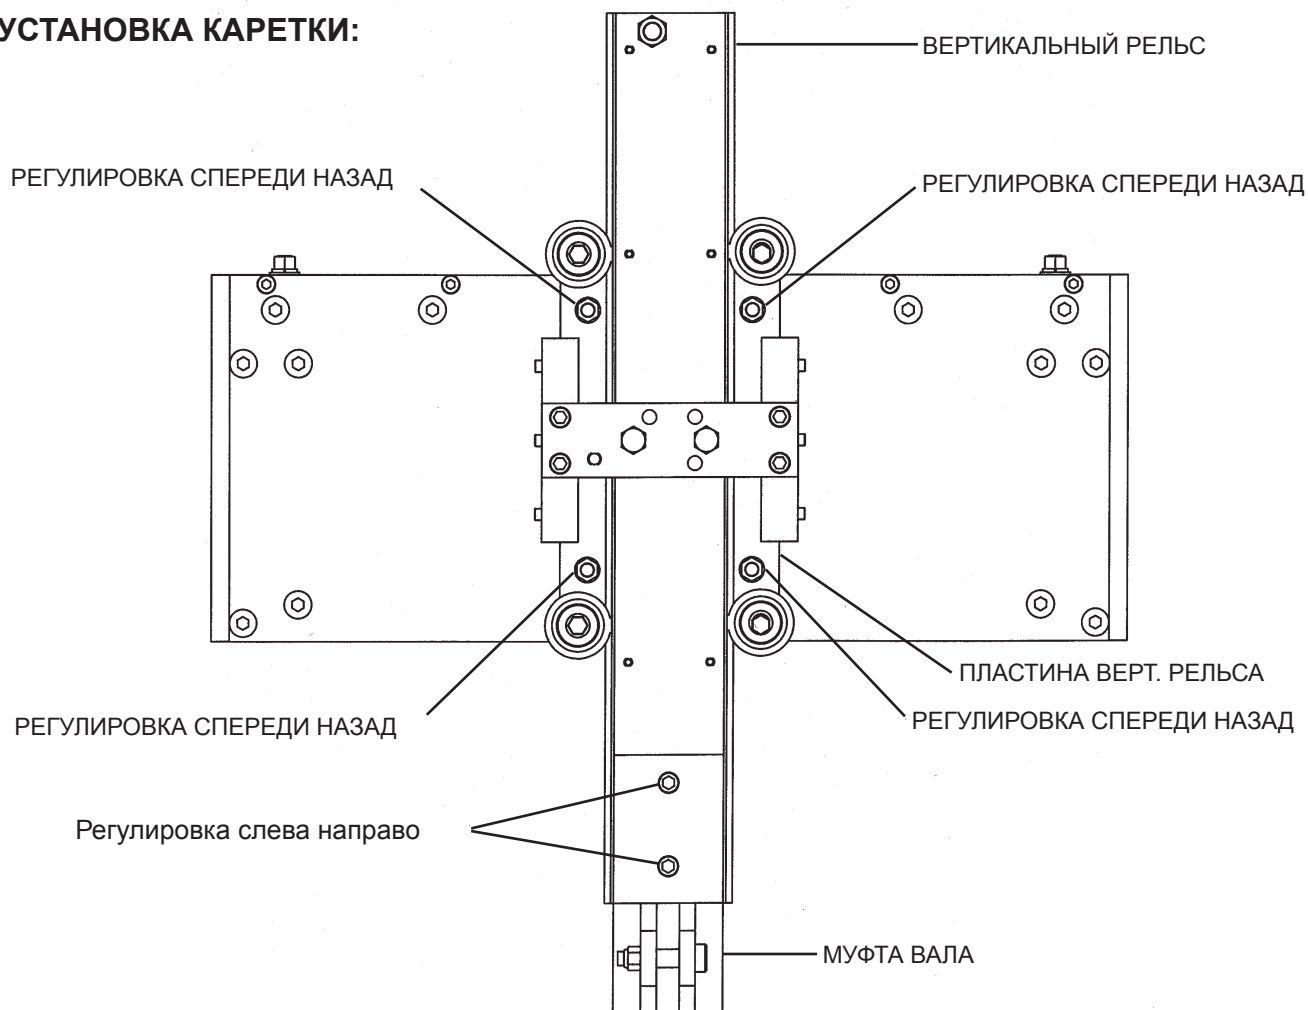 УСТАНОВКА КАРЕТКИ:
ВЕРТИКАЛЬНЫЙ РЕЛЬС
РЕГУЛИРОВКА СПЕРЕДИ НАЗАД
РЕГУЛИРОВКА СПЕРЕДИ НАЗАД
ПЛАСТИНА ВЕРТ. РЕЛЬСА
РЕГУЛИРОВКА СПЕРЕДИ НАЗАД
РЕГУЛИРОВКА СПЕРЕДИ НАЗАД
Регулировка слева направо
МУФТА ВАЛА